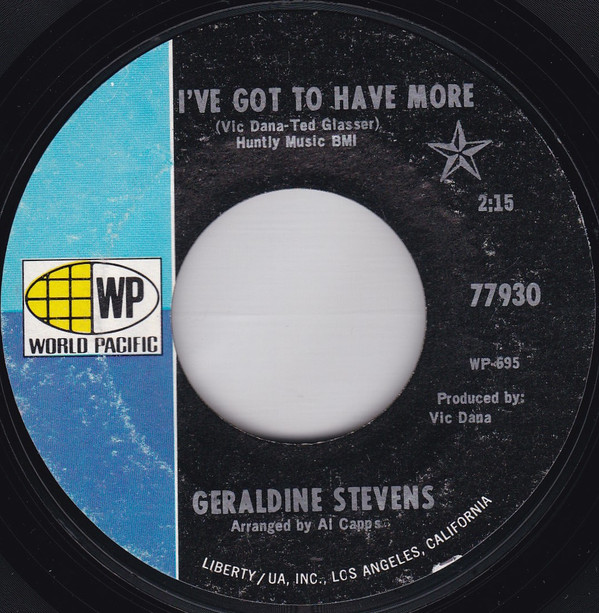 I'VE GOT TO HAVE MORE
(Vic Dana-Ted Glasser)
Huntly Music BMI
2:15
WP
WORLD PACIFIC
77930
WP-695
Produced by:
Vic Dana
GERALDINE STEVENS
Arranged by Al Capps
LIBERTY/UA, INC., LOS ANGELES, CALIFORNIA